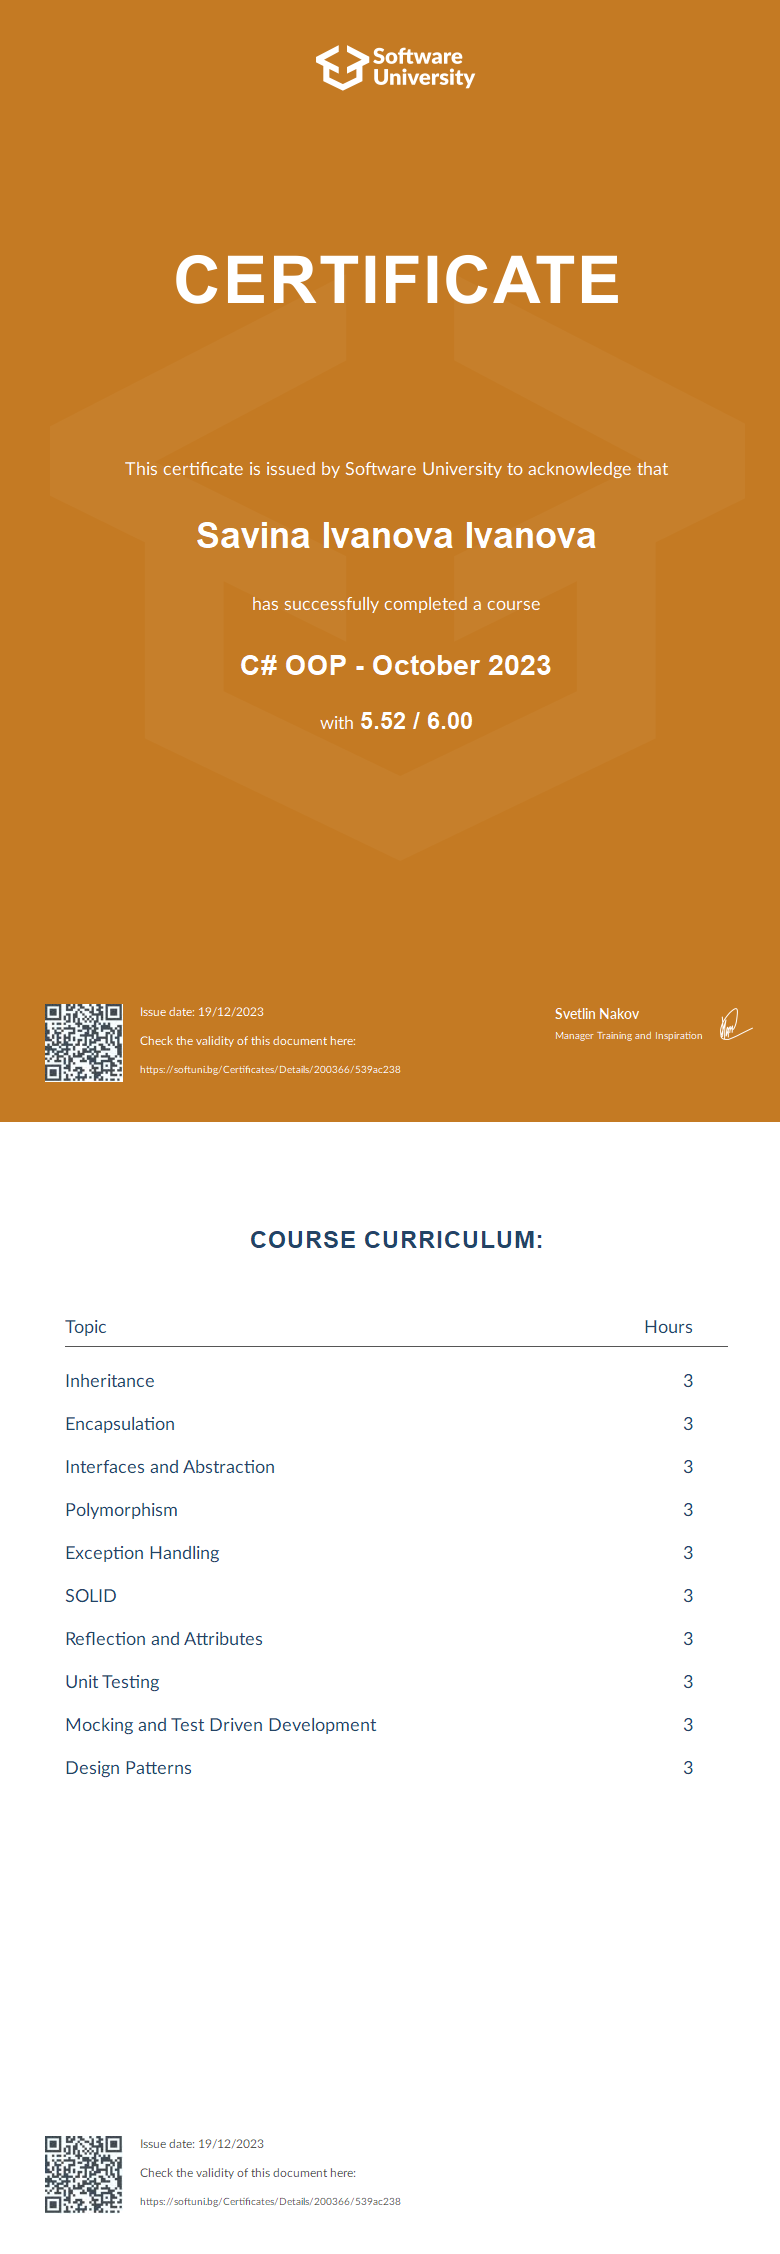 Software
University
CERTIFICATE
This certificate is issued by Software University to acknowledge that
Savina Ivanova Ivanova
has successfully completed a course
C# OOP - October 2023
with 5.52 / 6.00
Issue date: 19/12/2023
Check the validity of this document here:
https://softuni.bg/Certificates/Details/200366/539ac238
Svetlin Nakov
Manager Training and Inspiration
COURSE CURRICULUM:
Topic Hours
Inheritance 3
Encapsulation 3
Interfaces and Abstraction 3
Polymorphism 3
Exception Handling 3
SOLID 3
Reflection and Attributes 3
Unit Testing 3
Mocking and Test Driven Development 3
Design Patterns 3
Issue date: 19/12/2023
Check the validity of this document here:
https://softuni.bg/Certificates/Details/200366/539ac238